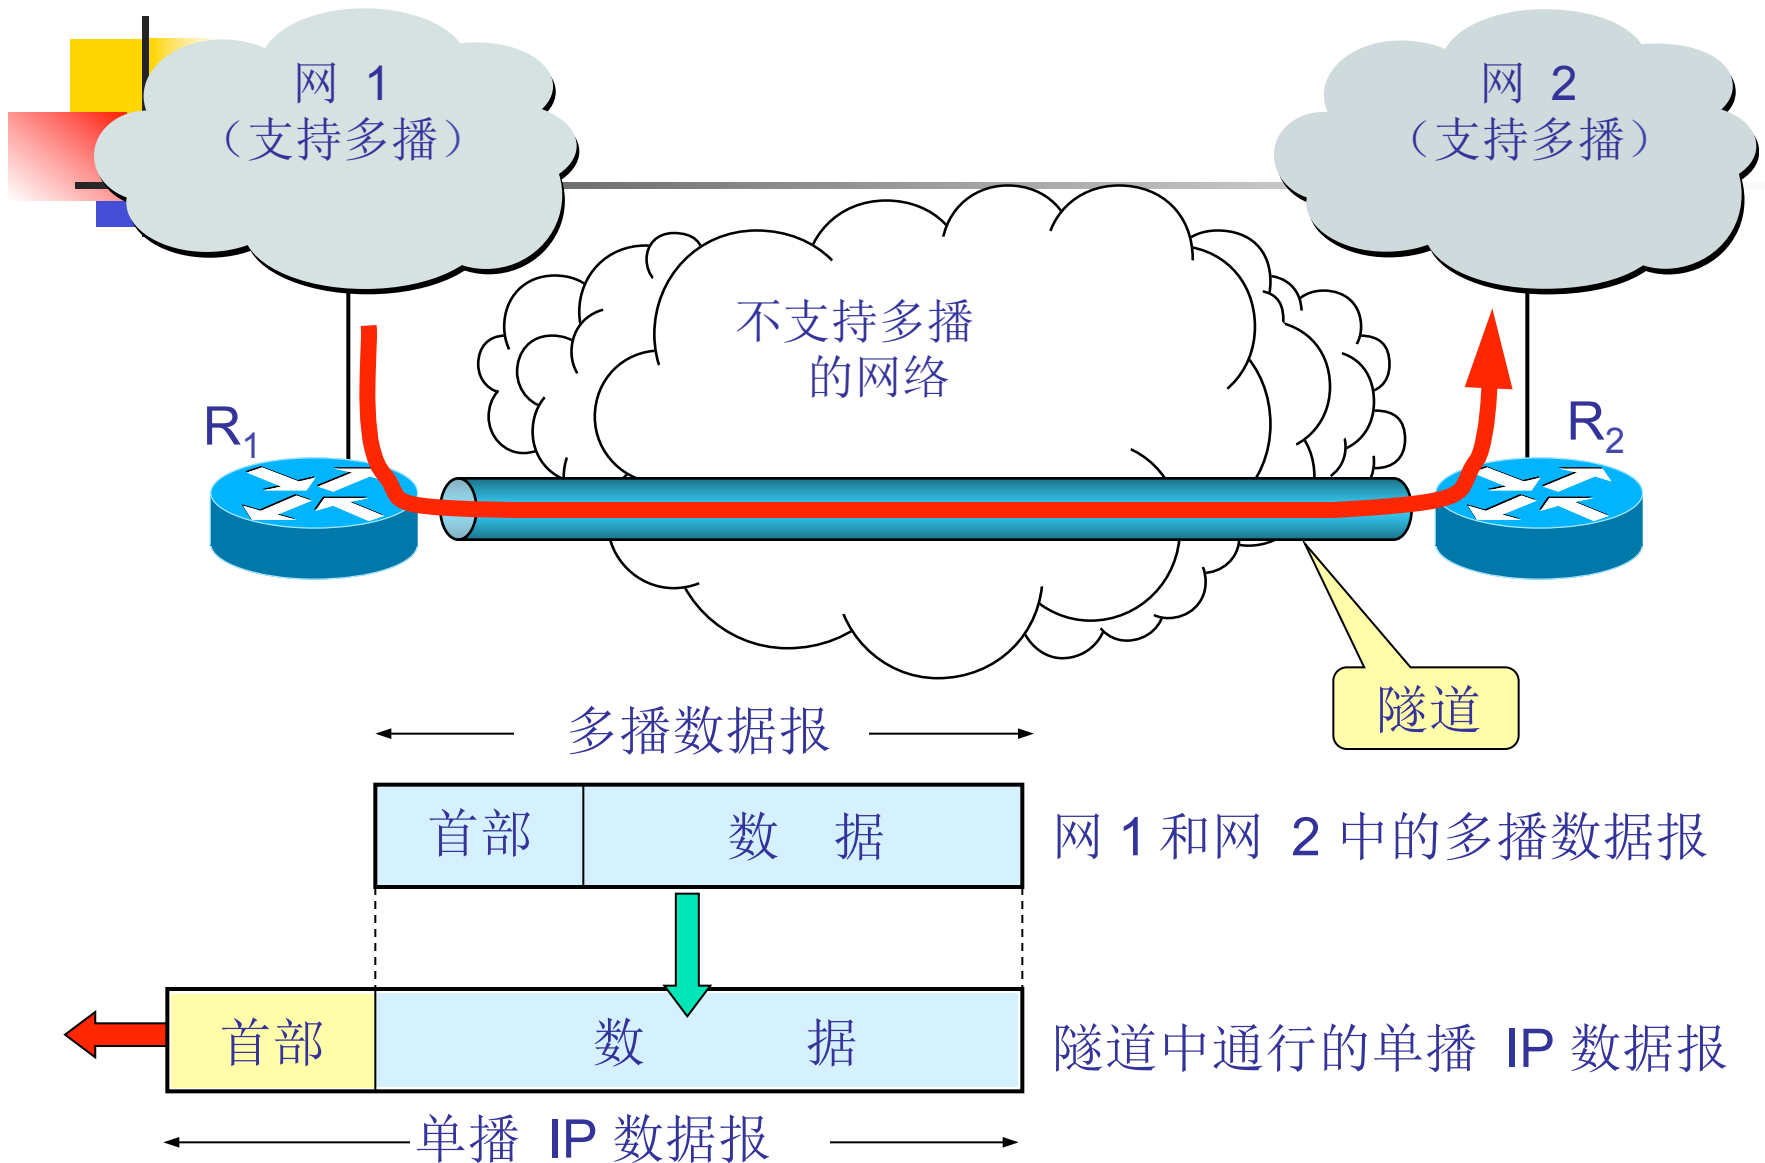 网 1
（支持多播）
网 2
（支持多播）
不支持多播
的网络
R1
R2
隧道
多播数据报
首部 数 据
网 1 和网 2 中的多播数据报
首部 数 据
隧道中通行的单播 IP 数据报
单播 IP 数据报